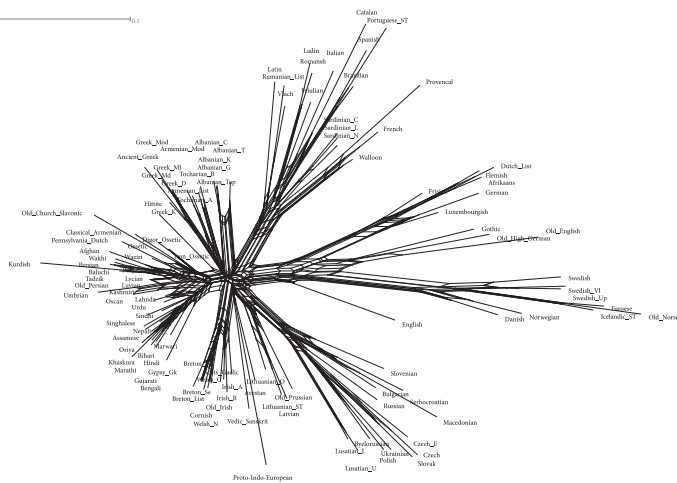 Catalan
Portuguese_ST
0.1
Spanish
Ladin
Italian
Romansh
Latin
Rumanian_List
Brazilian
Provencal
Vlach
Friulian
Sardinian_C
Sardinian_L
Sardinian_N
French
Walloon
Greek_Mod
Albanian_C
Armenian_Mod
Albanian_T
Ancient_Greek
Albanian_K
Greek_Ml
Albanian_G
Greek_Md
Tocharian_B
Greek_D
Albanian_Top
Armenian_List
Tocharian_A
Hittite
Greek_K
Dutch_List
Flemish
Afrikaans
German
Frisian
Luxembourgish
Old_Church_Slavonic
Gothic
Old_English
Old_High_German
Classical_Armenian
Pennsylvania_Dutch
Digor_Ossetic
Ossetic
Afghan
Waziri
Iron_Ossetic
Wakhi
Kurdish
Persian
Baluchi
Tadzik
Lycian
Old_Persian
Luvian
Umbrian
Kashmiri
Oscan
Lahnda
Urdu
Sindhi
Singhalese
Nepali
Assamese
Marwari
Oriya
Bihari
Khaskura
Hindi
Marathi
Gypsy_Gk
Gujarati
Bengali
Swedish
Swedish_VI
Swedish_Up
Faroese
Icelandic_ST
Old_Norse
Danish
Norwegian
English
Slovenian
Bulgarian
Serbocroatian
Russian
Macedonian
Lithuanian_O
Irish_A
Avestan
Old_Prussian
Breton_Se
Breton_List
Irish_B
Old_Irish
Lithuanian_ST
Latvian
Cornish
Welsh_N
Vedic_Sanskrit
Byelorussian
Czech_E
Lusatian_L
Ukrainian
Czech
Polish
Slovak
Lusatian_U
Proto-Indo-European